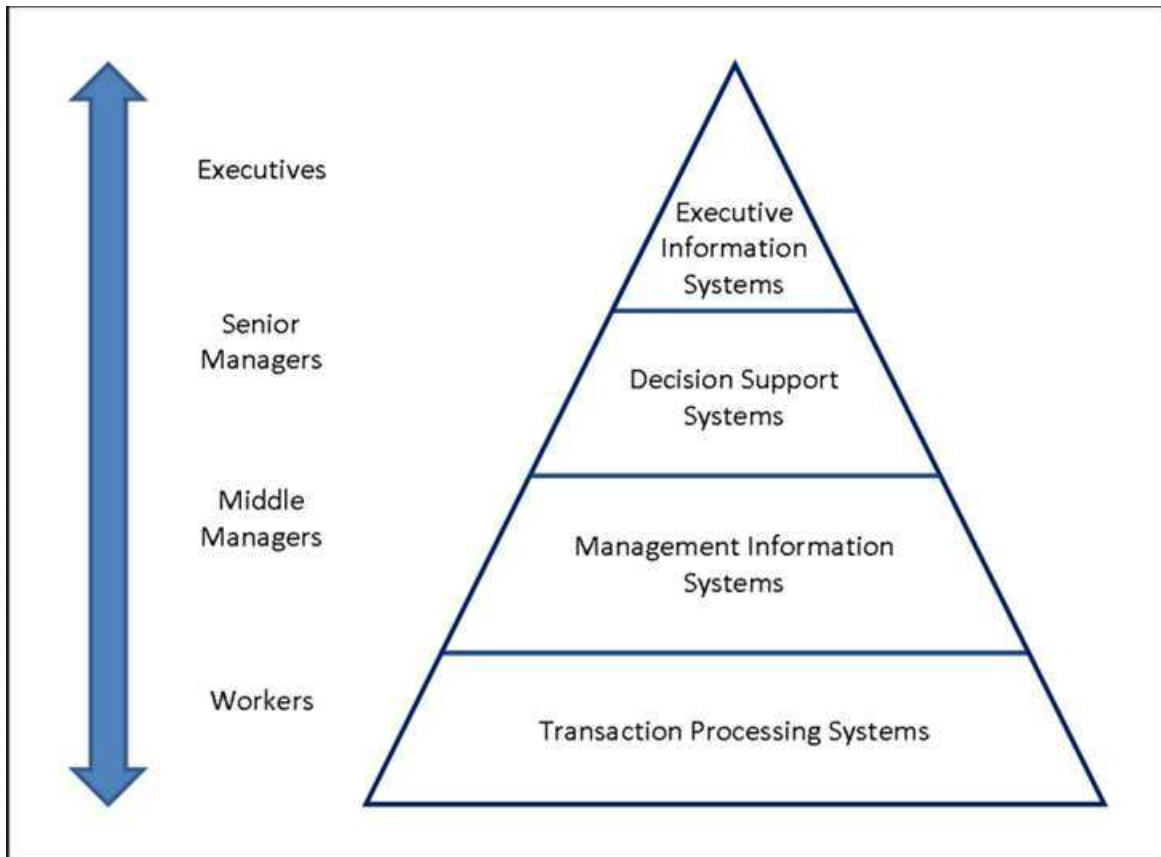 Executives
Senior
Managers
Middle
Managers
Workers
Executive
Information
Systems
Decision Support
Systems
Management Information
Systems
Transaction Processing Systems